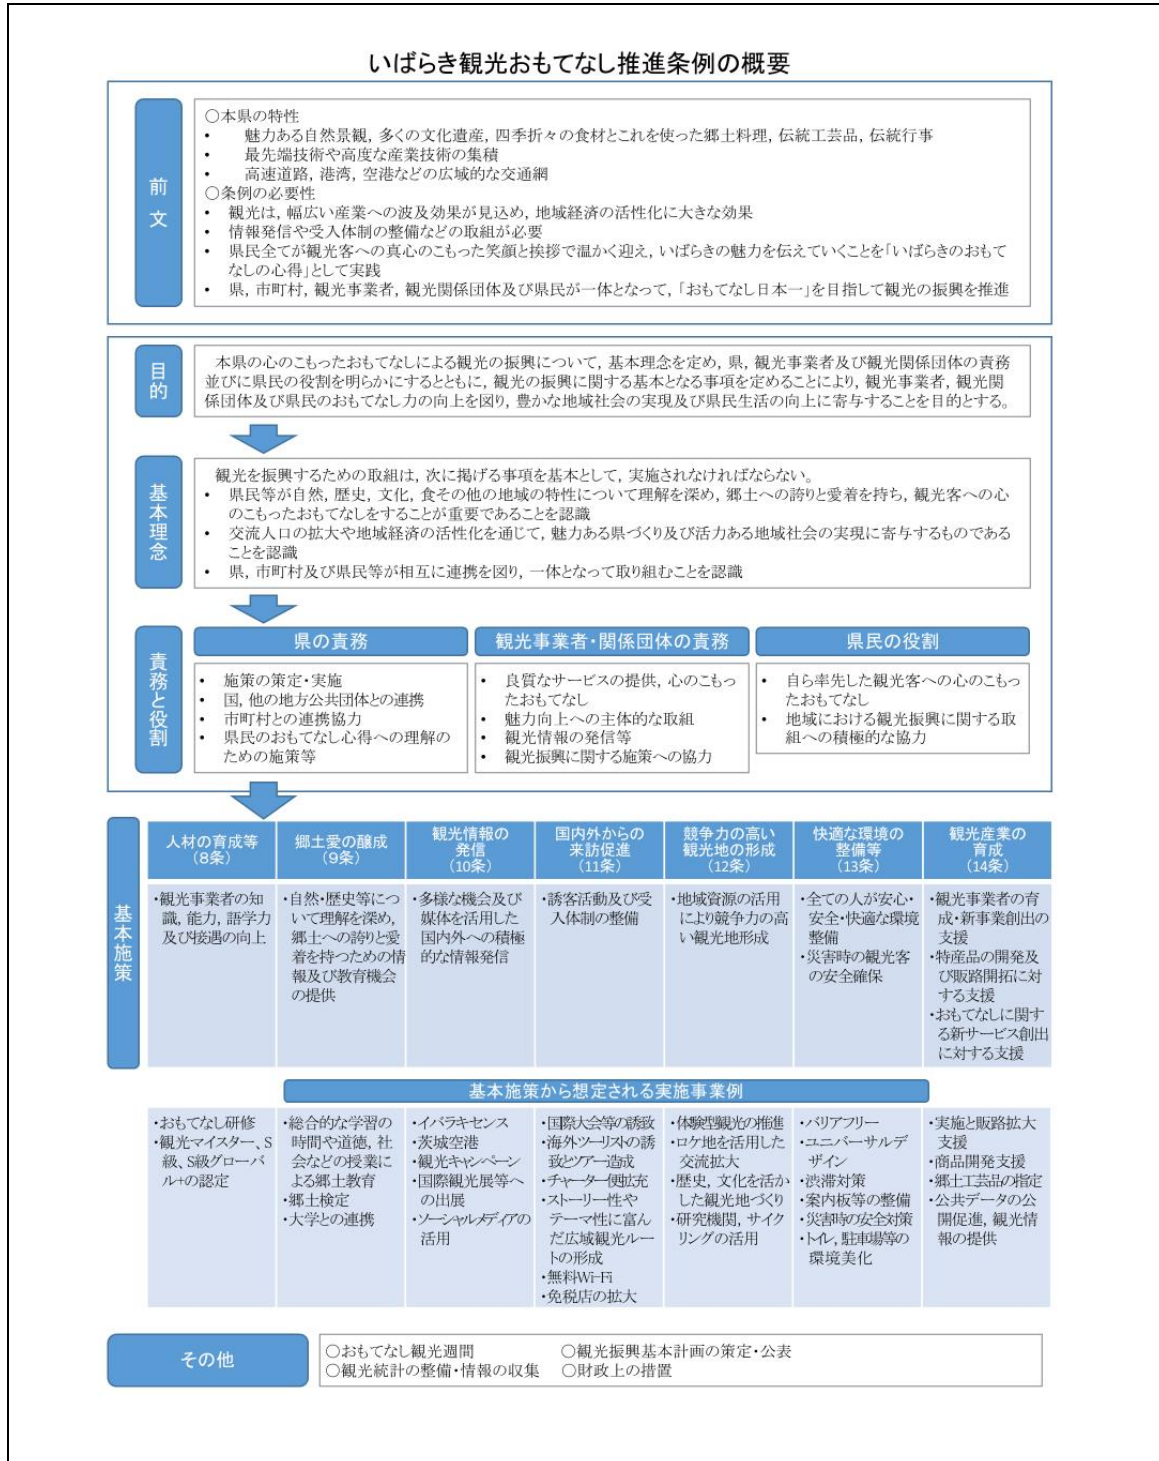 いばらき観光おもてなし推進条例の概要
前文
○本県の特性
• 魅力ある自然景観, 多くの文化遺産, 四季折々の食材とこれを使った郷土料理, 伝統工芸品, 伝統行事
• 最先端技術や高度な産業技術の集積
• 高速道路, 港湾, 空港などの広域的な交通網
○条例の必要性
• 観光は, 幅広い産業への波及効果が見込め, 地域経済の活性化に大きな効果
• 情報発信や受入体制の整備などの取組が必要
• 県民全てが観光客への真心のこもった笑顔と挨拶で温かく迎え, いばらきの魅力を伝えていくことを「いばらきのおもて
なしの心得」として実践
• 県, 市町村, 観光事業者, 観光関係団体及び県民が一体となって, 「おもてなし日本一」を目指して観光の振興を推進
目的
本県の心のこもったおもてなしによる観光の振興について, 基本理念を定め, 県, 観光事業者及び観光関係団体の責務
並びに県民の役割を明らかにするとともに, 観光の振興に関する基本となる事項を定めることにより, 観光事業者, 観光関
係団体及び県民のおもてなし力の向上を図り, 豊かな地域社会の実現及び県民生活の向上に寄与することを目的とする。
基本理念
観光を振興するための取組は, 次に掲げる事項を基本として, 実施されなければならない。
• 県民等が自然, 歴史, 文化, 食その他の地域の特性について理解を深め, 郷土への誇りと愛着を持ち, 観光客への心
のこもったおもてなしをすることが重要であることを認識
• 交流人口の拡大や地域経済の活性化を通じて, 魅力ある県づくり及び活力ある地域社会の実現に寄与するものである
ことを認識
• 県, 市町村及び県民等が相互に連携を図り, 一体となって取り組むことを認識
責務と役割
県の責務
• 施策の策定・実施
• 国, 他の地方公共団体との連携
• 市町村との連携協力
• 県民のおもてなし心得への理解の
ための施策等
観光事業者・関係団体の責務
• 良質なサービスの提供, 心のこもっ
たおもてなし
• 魅力向上への主体的な取組
• 観光情報の発信等
• 観光振興に関する施策への協力
県民の役割
• 自ら率先した観光客への心のこもっ
たおもてなし
• 地域における観光振興に関する取
組への積極的な協力
基本施策
人材の育成等
(8条)
・観光事業者の知
識, 能力, 語学力
及び接遇の向上
郷土愛の醸成
(9条)
・自然・歴史等につ
いて理解を深め,
郷土への誇りと愛
着を持つための情
報及び教育機会
の提供
観光情報の
発信
(10条)
・多様な機会及び
媒体を活用した
国内外への積極
的な情報発信
国内外からの
来訪促進
(11条)
・誘客活動及び受
入体制の整備
競争力の高い
観光地の形成
(12条)
・地域資源の活用
により競争力の高
い観光地形成
快適な環境の
整備等
(13条)
・全ての人が安心・
安全・快適な環境
整備
・災害時の観光客
の安全確保
観光産業の
育成
(14条)
・観光事業者の育
成・新事業創出の
支援
・特産品の開発及
び販路開拓に対
する支援
・おもてなしに関す
る新サービス創出
に対する支援
基本施策から想定される実施事業例
・おもてなし研修
・観光マイスター、S
級、S級グローバ
ル+の認定
・総合的な学習の
時間や道徳, 社
会などの授業に
よる郷土教育
・郷土検定
・大学との連携
・イバラキセンス
・茨城空港
・観光キャンペーン
・国際観光展等へ
の出展
・ソーシャルメディアの
活用
・国際大会等の誘致
・海外ツーリストの誘
致とツアー造成
・チャーター便拡充
・ストーリー性や
テーマ性に富ん
だ広域観光ルー
トの形成
・無料Wi-Fi
・免税店の拡大
・体験型観光の推進
・ロケ地を活用した
交流拡大
・歴史, 文化を活か
した観光地づくり
・研究機関, サイク
リングの活用
・バリアフリー
・ユニバーサルデ
ザイン
・渋滞対策
・案内板等の整備
・災害時の安全対策
・トイレ, 駐車場等の
環境美化
・実施と販路拡大
支援
・商品開発支援
・郷土工芸品の指定
・公共データの公
開促進, 観光情
報の提供
その他
○おもてなし観光週間 ○観光振興基本計画の策定・公表
○観光統計の整備・情報の収集 ○財政上の措置